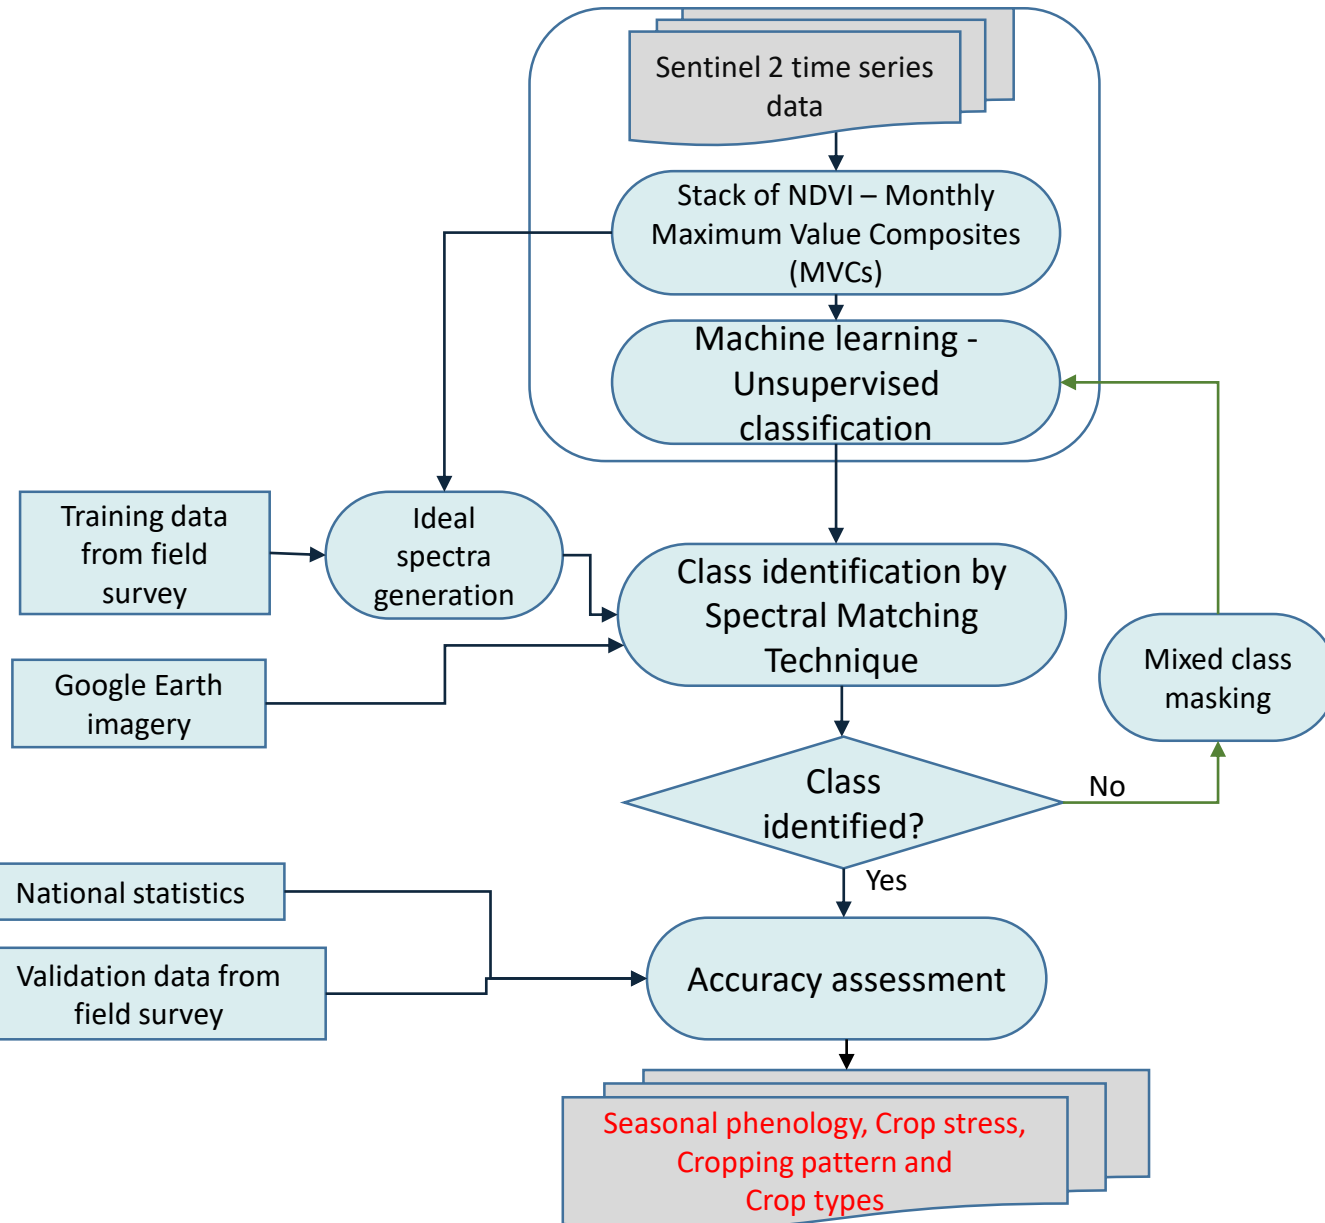 Sentinel 2 time series
data
Stack of NDVI – Monthly
Maximum Value Composites
(MVCs)
Machine learning -
Unsupervised
classification
Training data
from field
survey
Ideal
spectra
generation
Class identification by
Spectral Matching
Technique
Google Earth
imagery
Mixed class
masking
Class
identified?
No
Yes
National statistics
Validation data from
field survey
Accuracy assessment
Seasonal phenology, Crop stress,
Cropping pattern and
Crop types